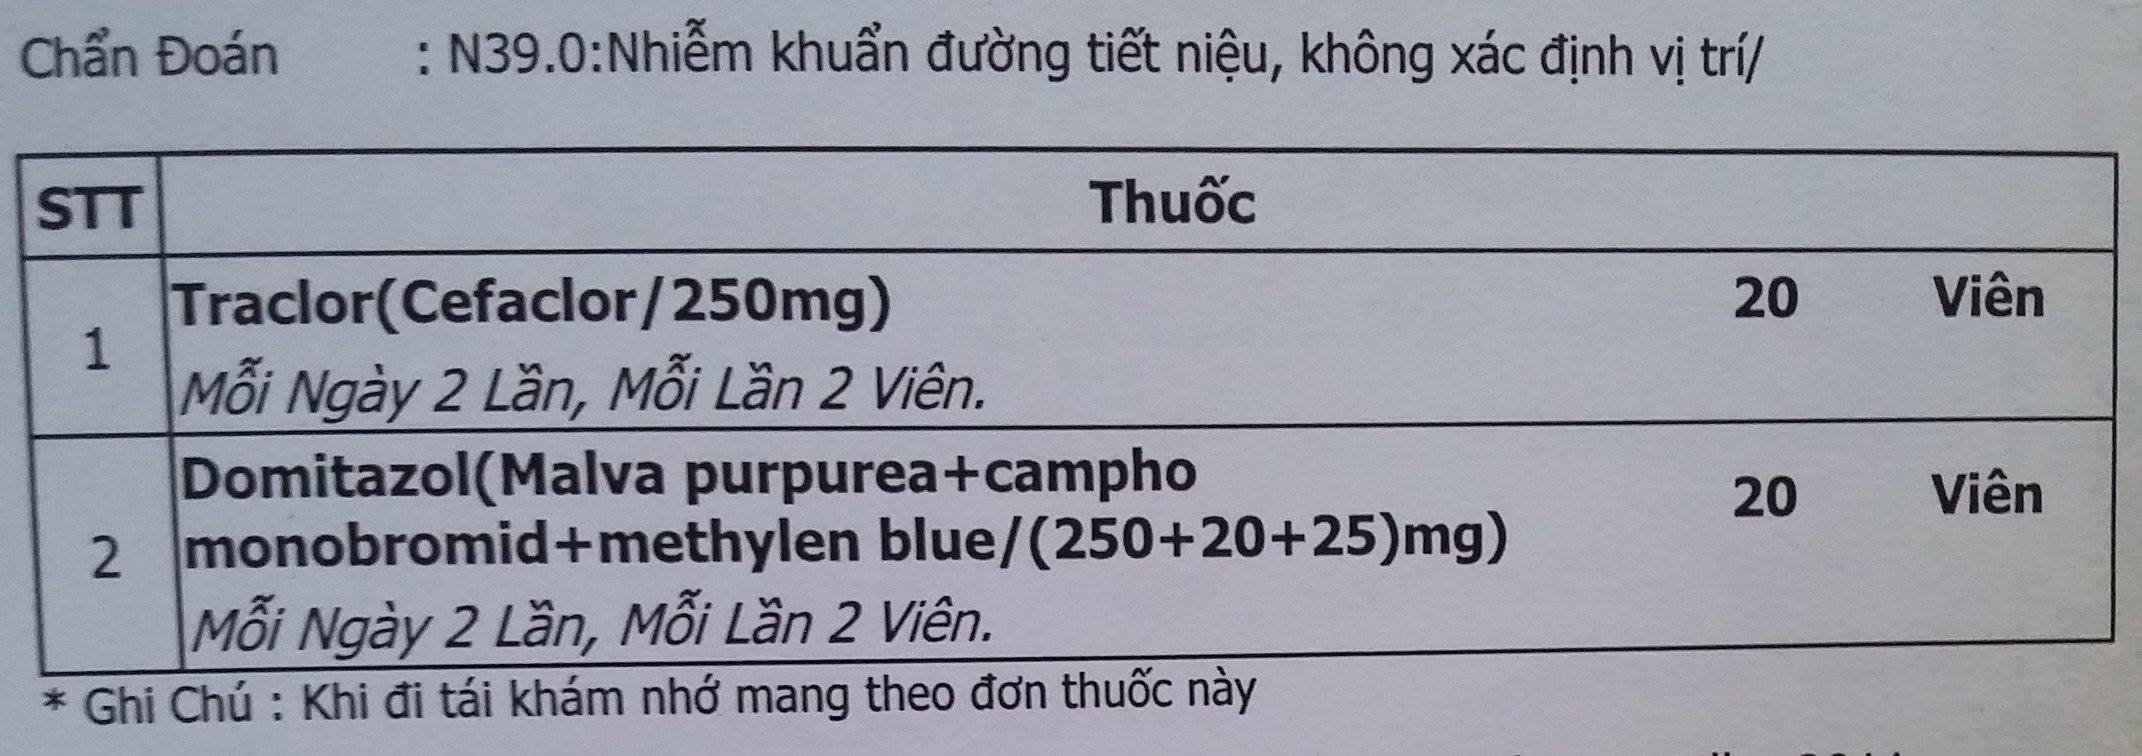 Chẩn Đoán : N39.0:Nhiễm khuẩn đường tiết niệu, không xác định vị trí/
STT Thuốc
1 Traclor(Cefaclor/250mg) 20 Viên
Mỗi Ngày 2 Lần, Mỗi Lần 2 Viên.
2 Domitazol(Malva purpurea+campho
monobromid+methylen blue/(250+20+25)mg) 20 Viên
Mỗi Ngày 2 Lần, Mỗi Lần 2 Viên.
* Ghi Chú : Khi đi tái khám nhớ mang theo đơn thuốc này